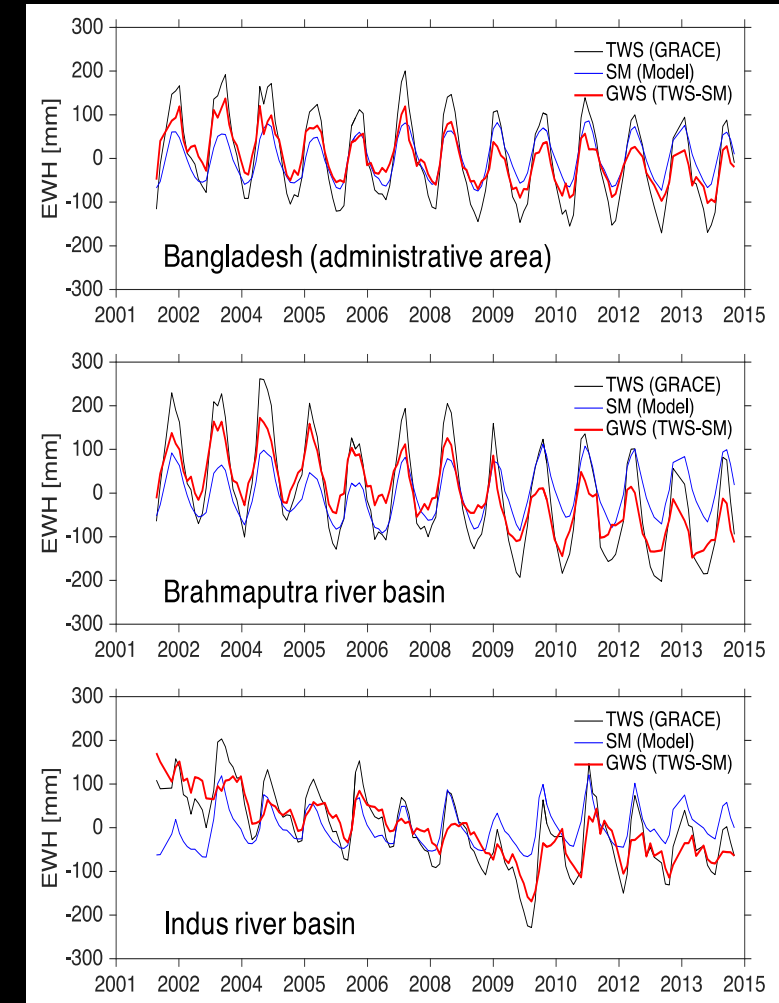 300
200
100
0
-100
-200
-300
EWH [mm]
TWS (GRACE)
SM (Model)
GWS (TWS-SM)
Bangladesh (administrative area)
2001 2002 2004 2005 2006 2008 2009 2010 2012 2013 2015
300
200
100
0
-100
-200
-300
EWH [mm]
TWS (GRACE)
SM (Model)
GWS (TWS-SM)
Brahmaputra river basin
2001 2002 2004 2005 2006 2008 2009 2010 2012 2013 2015
300
200
100
0
-100
-200
-300
EWH [mm]
TWS (GRACE)
SM (Model)
GWS (TWS-SM)
Indus river basin
2001 2002 2004 2005 2006 2008 2009 2010 2012 2013 2015